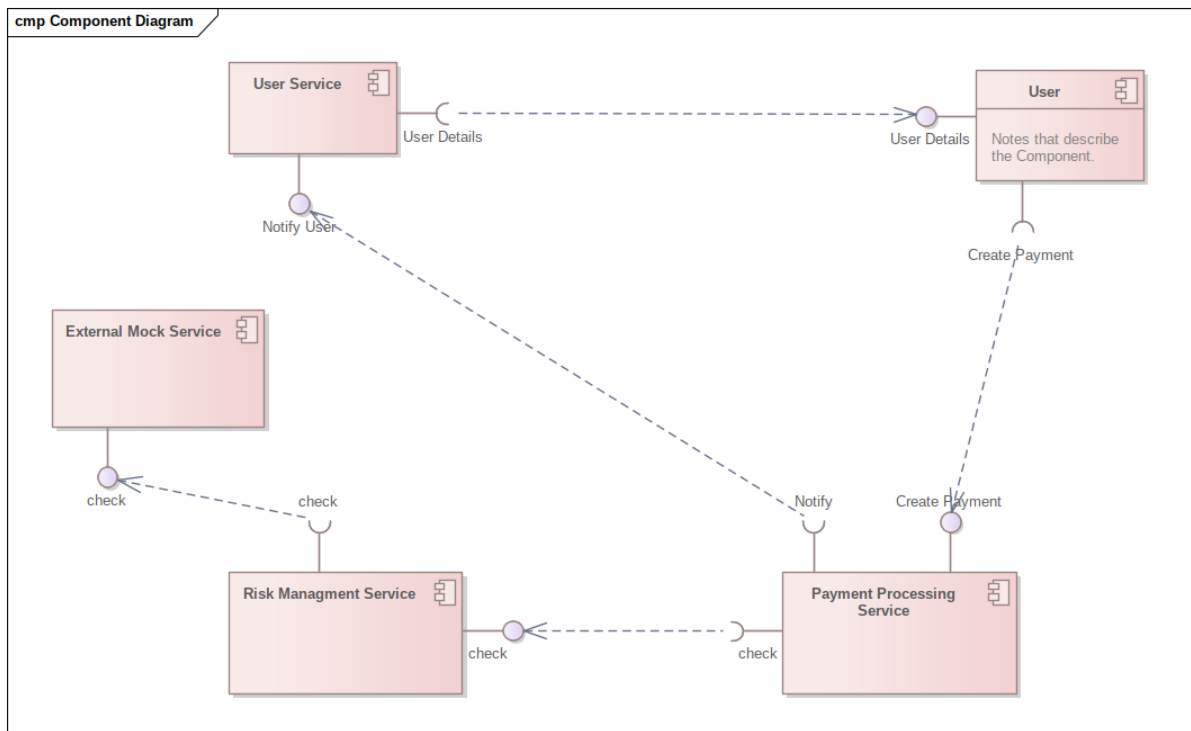 cmp Component Diagram
User Service
User
User Details
User Details
Notes that describe
the Component.
Notify User
Create Payment
External Mock Service
check
check
Notify
Create Payment
Risk Managment Service
Payment Processing
Service
check
check